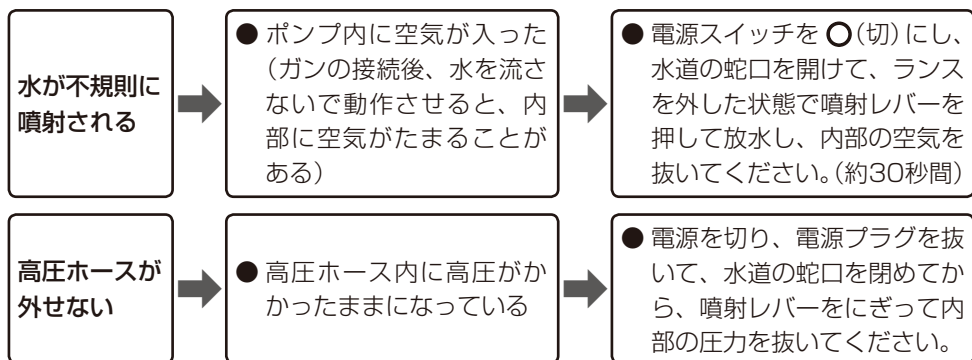 水が不規則に
噴射される
● ポンプ内に空気が入った
（ガンの接続後、水を流さ
ないで動作させると、内
部に空気がたまることが
ある）
● 電源スイッチを○（切）にし、
水道の蛇口を開けて、ランス
を外した状態で噴射レバーを
押して放水し、内部の空気を
抜いてください。（約30秒間）
高圧ホースが
外せない
● 高圧ホース内に高圧がか
かったままになっている
● 電源を切り、電源プラグを抜
いて、水道の蛇口を閉めてか
ら、噴射レバーをにぎって内
部の圧力を抜いてください。